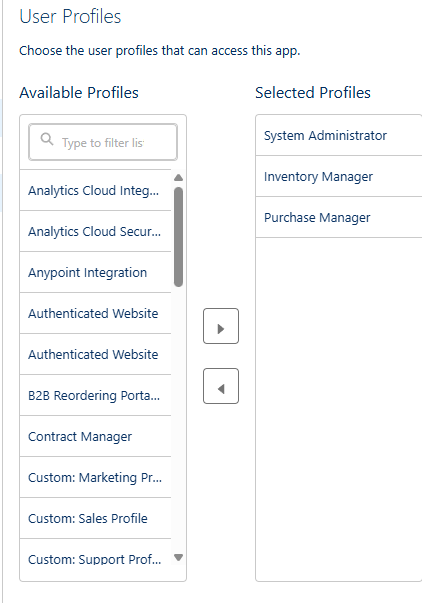 User Profiles
Choose the user profiles that can access this app.
Available Profiles
Type to filter lis
Analytics Cloud Integ...
Analytics Cloud Secur...
Anypoint Integration
Authenticated Website
Authenticated Website
B2B Reordering Porta...
Contract Manager
Custom: Marketing Pr...
Custom: Sales Profile
Custom: Support Prof...
Selected Profiles
System Administrator
Inventory Manager
Purchase Manager